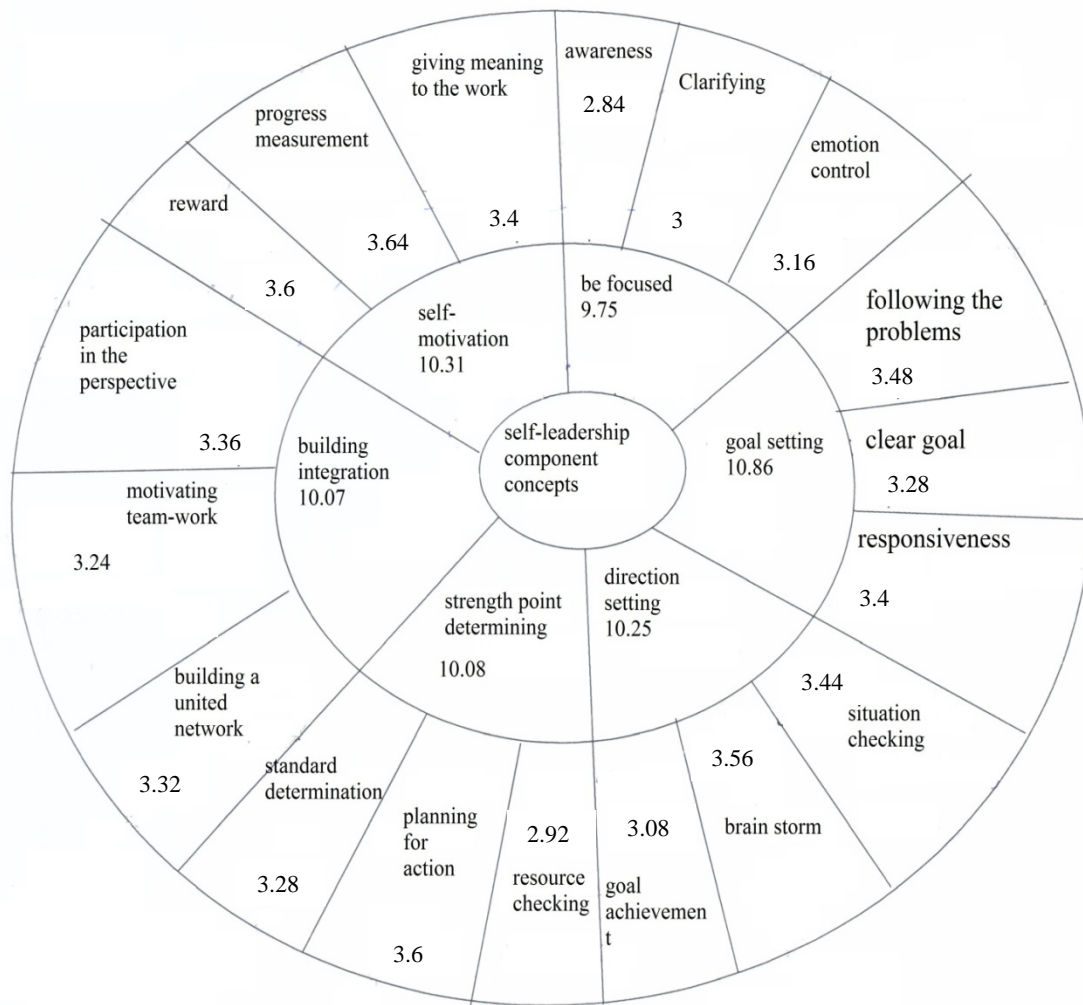 giving meaning
to the work
3.4
awareness
2.84
Clarifying
3
emotion
control
3.16
following the
problems
3.48
clear goal
3.28
responsiveness
3.4
3.44
situation
checking
3.56
brain storm
3.08
goal
achievemen
t
2.92
resource
checking
planning
for
action
3.6
standard
determination
3.28
building a
united
network
3.32
motivating
team-work
3.24
participation
in the
perspective
3.36
reward
3.6
progress
measurement
3.64
self-
motivation
10.31
be focused
9.75
goal setting
10.86
direction
setting
10.25
strength point
determining
10.08
building
integration
10.07
self-leadership
component
concepts